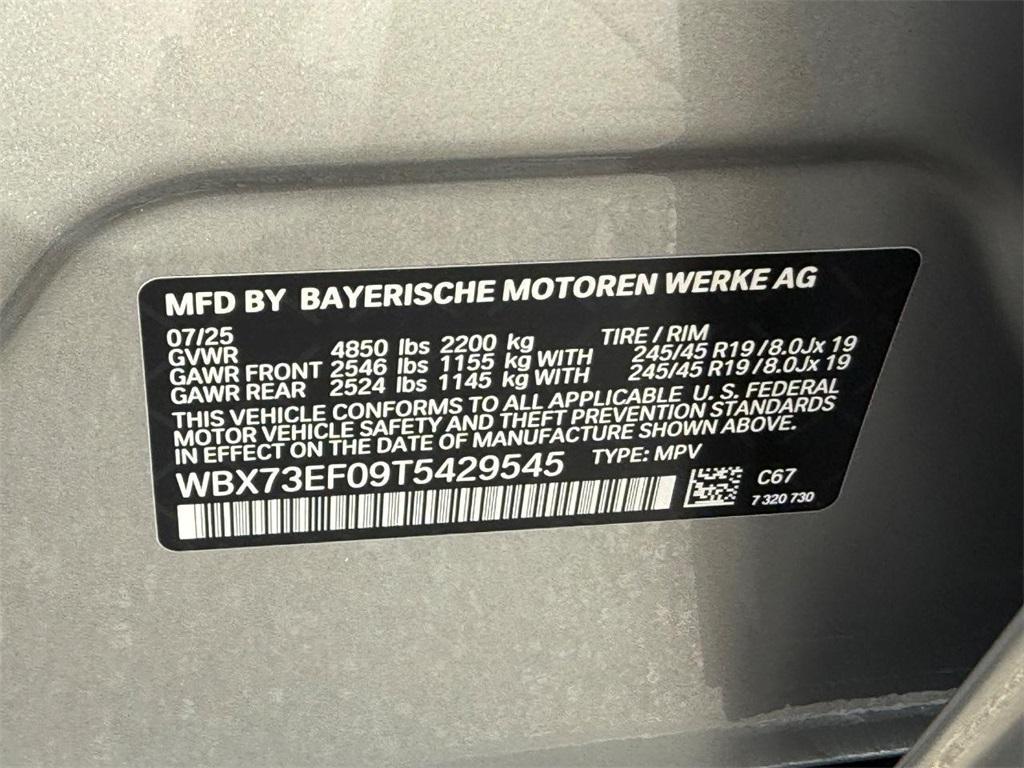 MFD BY BAYERISCHE MOTOREN WERKE AG
07/25 TIRE / RIM
GVWR 4850 lbs 2200 kg
GAWR FRONT 2546 lbs 1155 kg WITH 245/45 R19 / 8.0Jx 19
GAWR REAR 2524 lbs 1145 kg WITH 245/45 R19 / 8.0Jx 19
THIS VEHICLE CONFORMS TO ALL APPLICABLE U. S. FEDERAL
MOTOR VEHICLE SAFETY AND THEFT PREVENTION STANDARDS
IN EFFECT ON THE DATE OF MANUFACTURE SHOWN ABOVE.
WBX73EF09T5429545 TYPE: MPV
C67
7 320 730